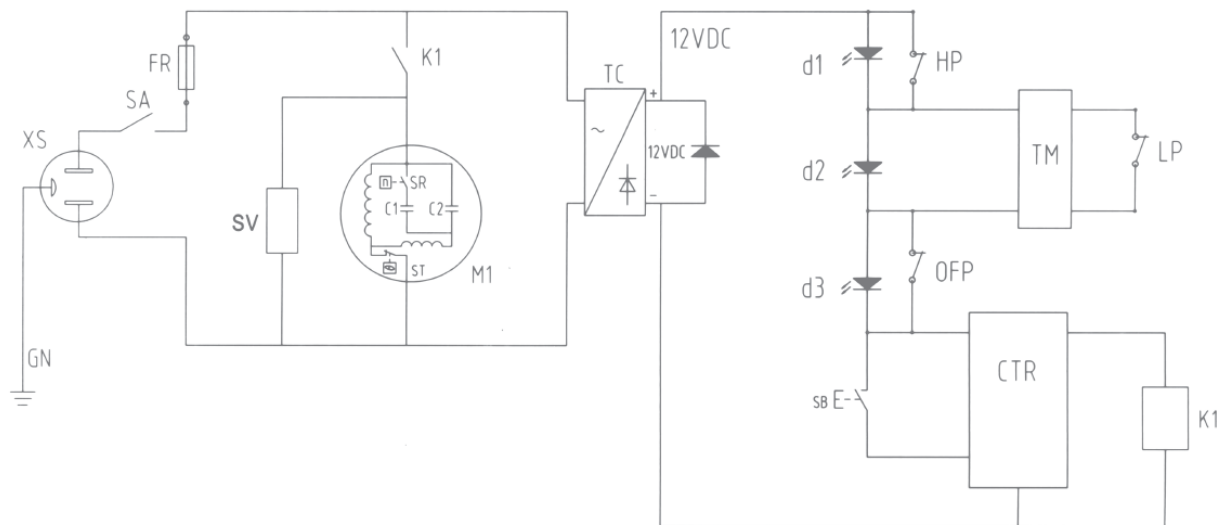 FR
SA
XS
GN
K1
SV
SR
C1 C2
ST
M1
TC
~
+
-
12VDC
12VDC
d1
HP
d2
TM
LP
d3
OFP
SB E
CTR
K1